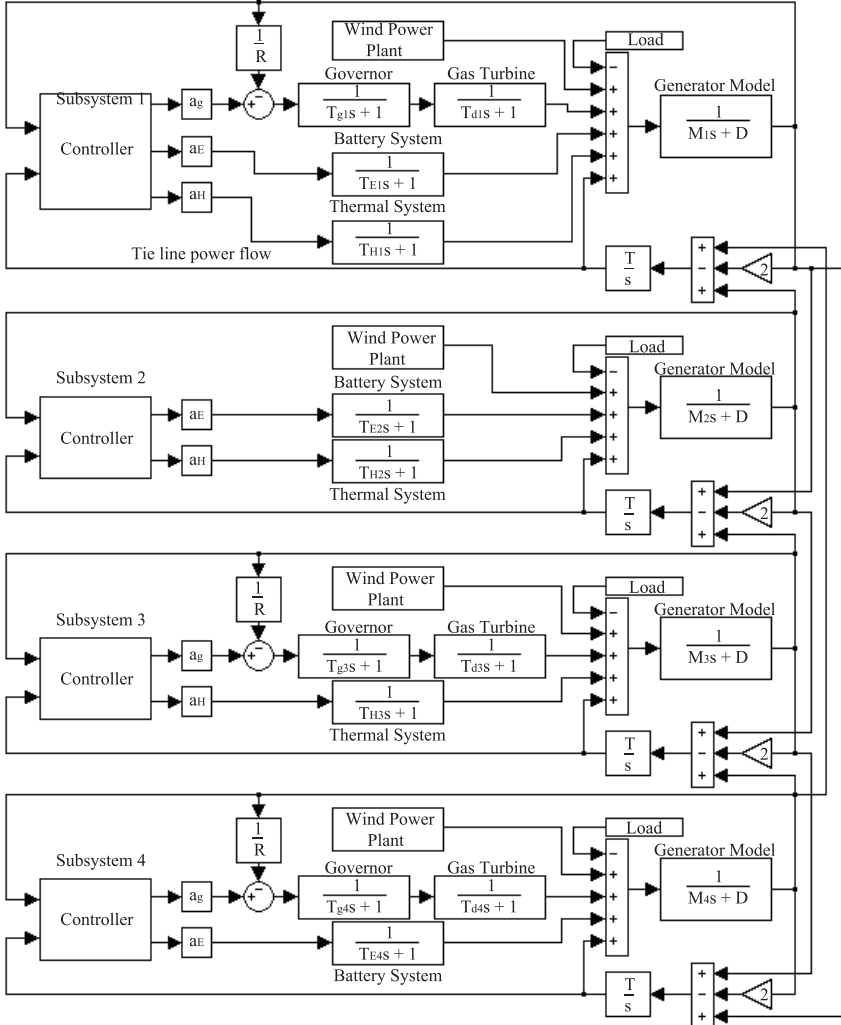 1
R
Wind Power
Plant
Load
Subsystem 1
Controller
ag
+ −
Governor
1
Tg1s + 1
Gas Turbine
1
Td1s + 1
−
+
+
+
+
+
Generator Model
1
M1s + D
aE
Battery System
1
TE1s + 1
aH
Thermal System
1
TH1s + 1
Tie line power flow
T
s
+
−
+
2
Wind Power
Plant
Load
Subsystem 2
Controller
aE
Battery System
1
TE2s + 1
−
+
+
+
+
Generator Model
1
M2s + D
aH
1
TH2s + 1
Thermal System
T
s
+
−
+
2
1
R
Wind Power
Plant
Load
Subsystem 3
Controller
ag
+ −
Governor
1
Tg3s + 1
Gas Turbine
1
Td3s + 1
−
+
+
+
+
Generator Model
1
M3s + D
aH
1
TH3s + 1
Thermal System
T
s
+
−
+
2
1
R
Wind Power
Plant
Load
Subsystem 4
Controller
ag
+ −
Governor
1
Tg4s + 1
Gas Turbine
1
Td4s + 1
−
+
+
+
+
Generator Model
1
M4s + D
aE
1
TE4s + 1
Battery System
T
s
+
−
+
2